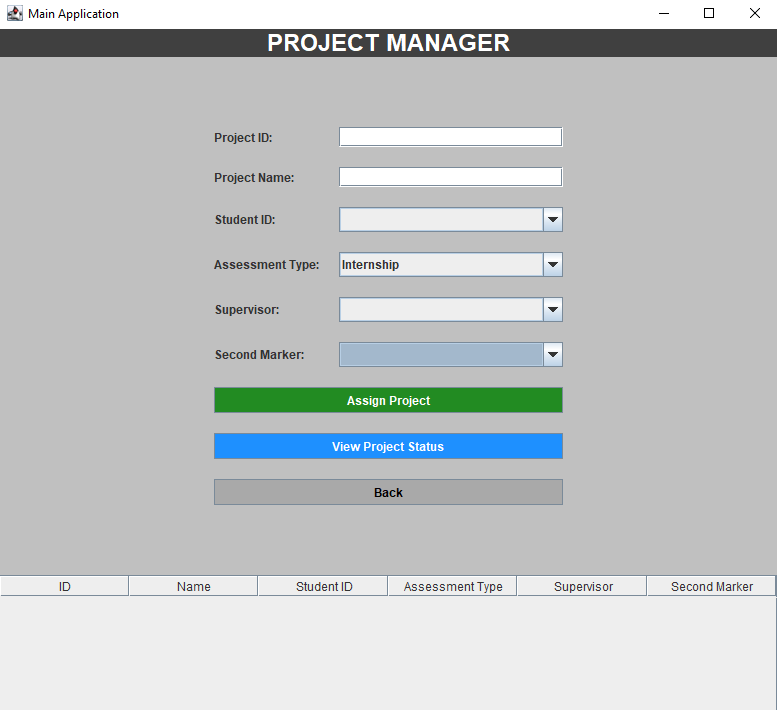 Main Application
PROJECT MANAGER
Project ID:
Project Name:
Student ID:
Assessment Type: Internship
Supervisor:
Second Marker:
Assign Project
View Project Status
Back
ID Name Student ID Assessment Type Supervisor Second Marker